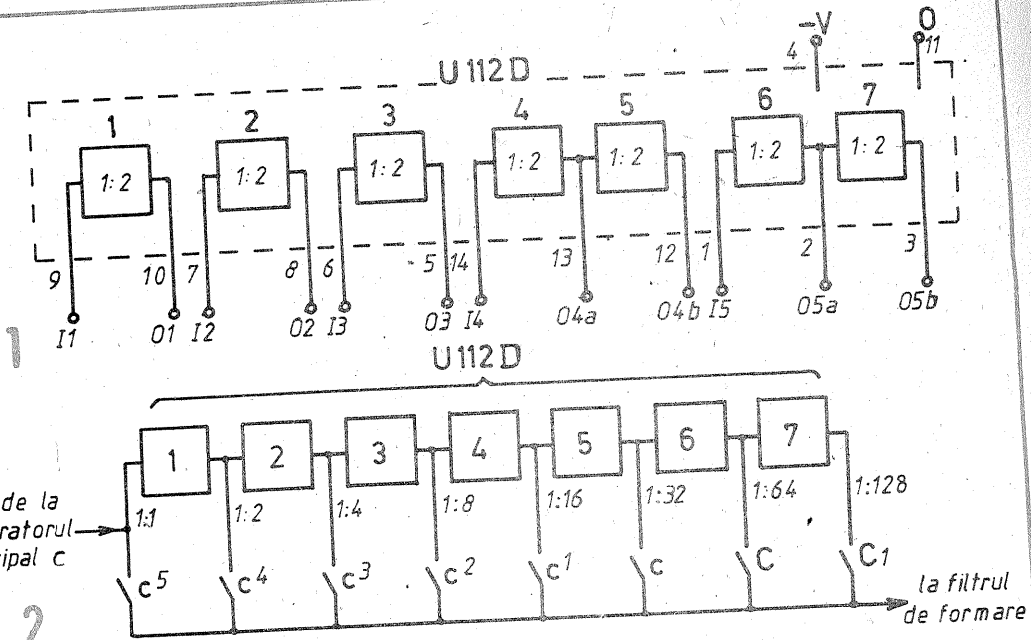 -V
O
4
11
U112D
1 2 3 4 5 6 7
1:2 1:2 1:2 1:2 1:2 1:2 1:2
9 10 7 8 6 5 14 13 12 1 2 3
I1 O1 I2 O2 I3 O3 I4 O4a O4b I5 O5a O5b
1
U112D
1 2 3 4 5 6 7
1:1 1:2 1:4 1:8 1:16 1:32 1:64 1:128
de la
ratorul
ipal c
c⁵ c⁴ c³ c² c¹ c C C1
la filtrul
de formare
2